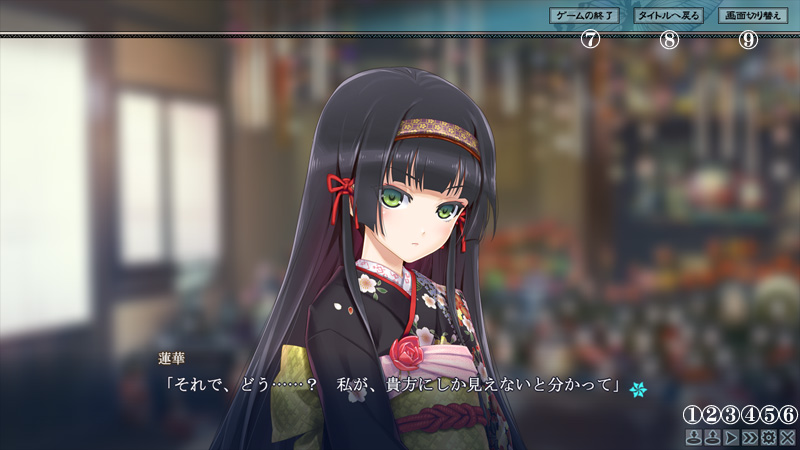 ゲームの終了 タイトルへ戻る 画面切り替え
⑦ ⑧ ⑨
蓮華
「それで、どう……？　私が、貴方にしか見えないと分かって」
①②③④⑤⑥